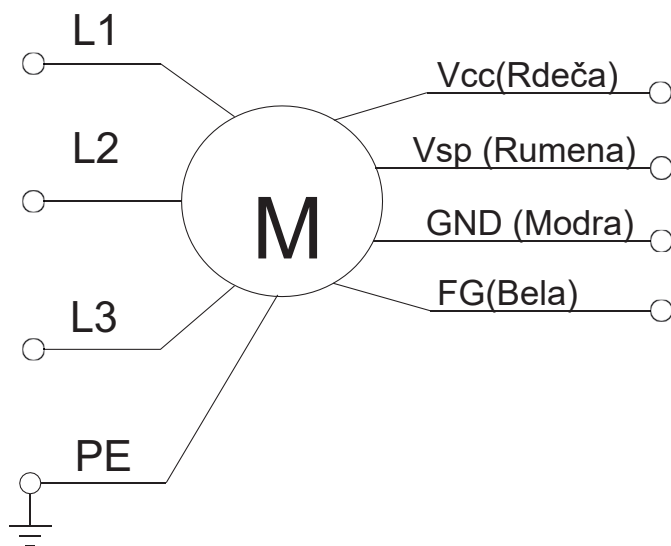 L1
L2
L3
PE
M
Vcc(Rdeča)
Vsp (Rumena)
GND (Modra)
FG(Bela)